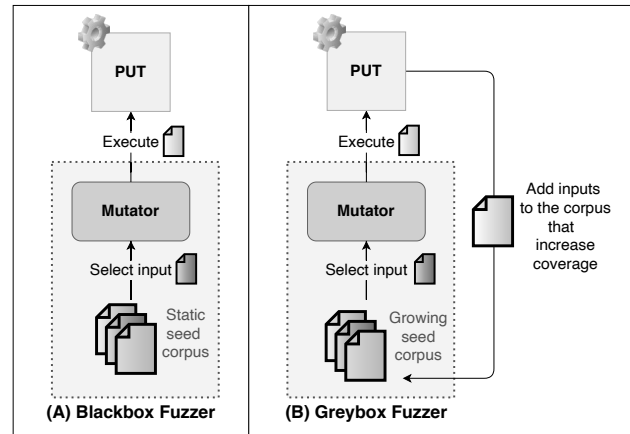 PUT
Execute
Mutator
Select input
Static
seed
corpus
(A) Blackbox Fuzzer
PUT
Execute
Mutator
Select input
Growing
seed
corpus
Add inputs
to the corpus
that
increase
coverage
(B) Greybox Fuzzer